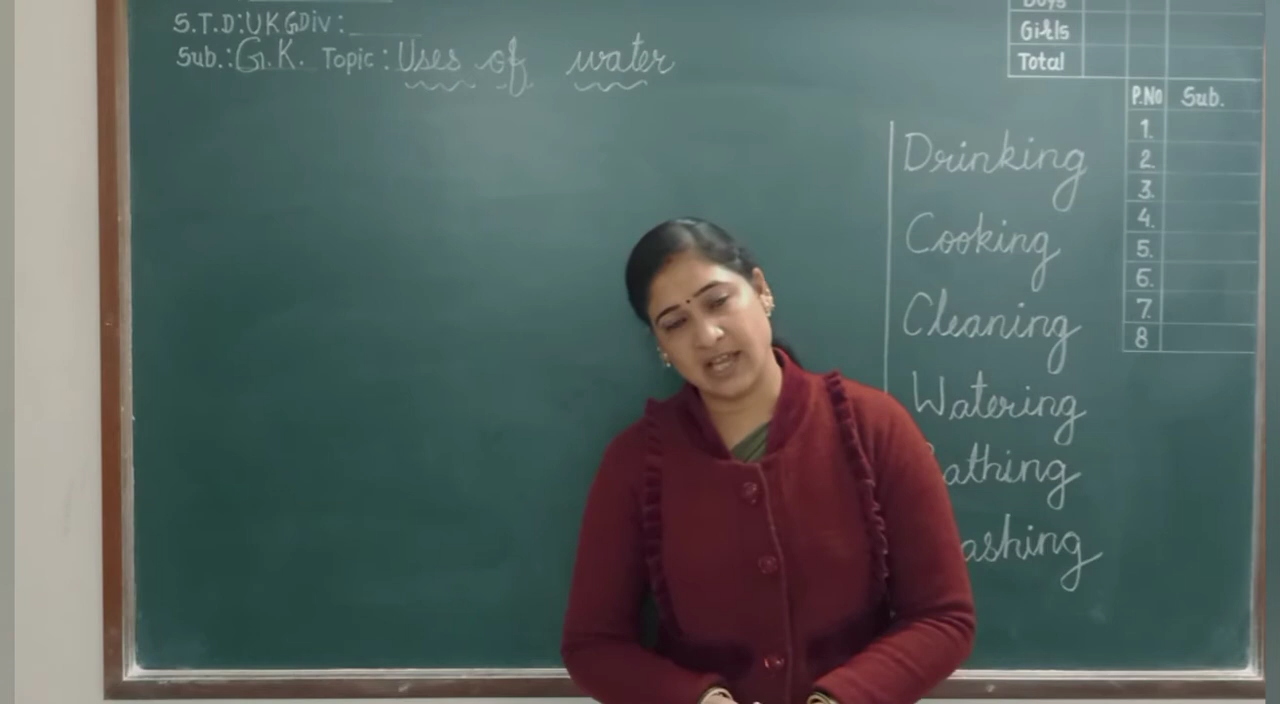 S.T.D:UKG Div:
Sub.:G.K. Topic: Uses of water
Boys
Girls
Total
P.No Sub.
1.
2.
3.
4.
5.
6.
7.
8
Drinking
Cooking
Cleaning
Watering
athing
ashing